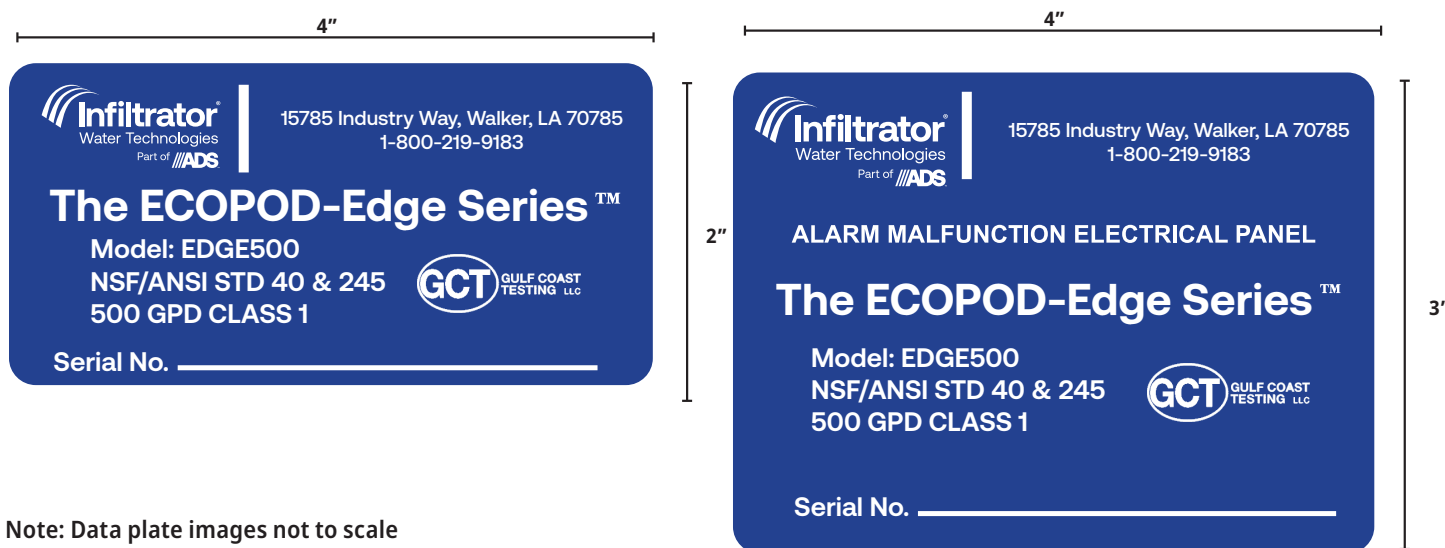 4”
Infiltrator®
Water Technologies
Part of ADS
15785 Industry Way, Walker, LA 70785
1-800-219-9183
The ECOPOD-Edge Series™
Model: EDGE500
NSF/ANSI STD 40 & 245
500 GPD CLASS 1
GCT GULF COAST
TESTING LLC
Serial No.
2”
4”
Infiltrator®
Water Technologies
Part of ADS
15785 Industry Way, Walker, LA 70785
1-800-219-9183
ALARM MALFUNCTION ELECTRICAL PANEL
The ECOPOD-Edge Series™
Model: EDGE500
NSF/ANSI STD 40 & 245
500 GPD CLASS 1
GCT GULF COAST
TESTING LLC
Serial No.
3’
Note: Data plate images not to scale